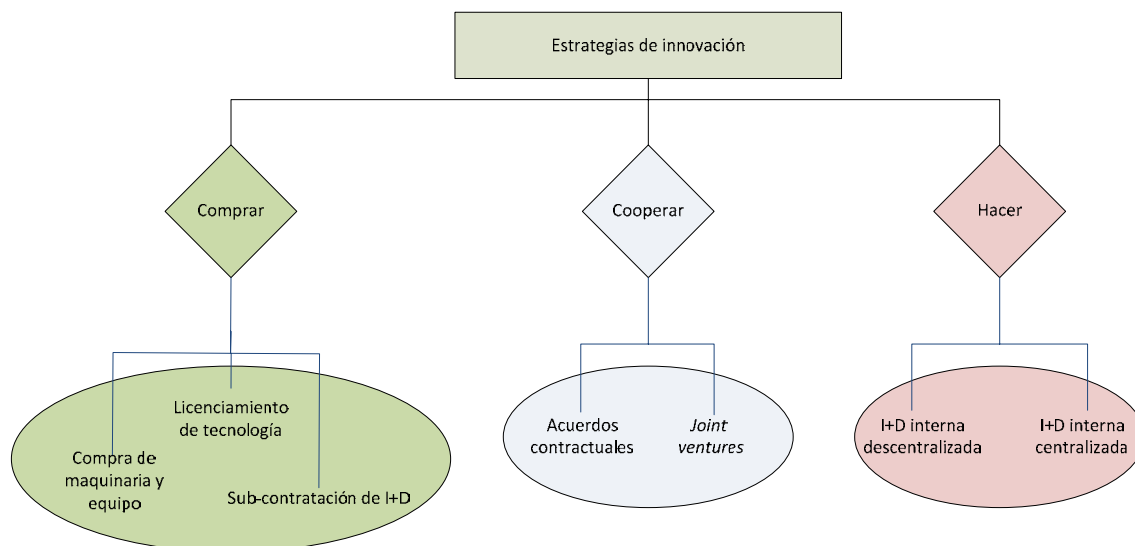 Estrategias de innovación
Comprar
Cooperar
Hacer
Licenciamiento
de tecnología
Compra de
maquinaria y
equipo
Sub-contratación de I+D
Acuerdos
contractuales
Joint
ventures
I+D interna
descentralizada
I+D interna
centralizada